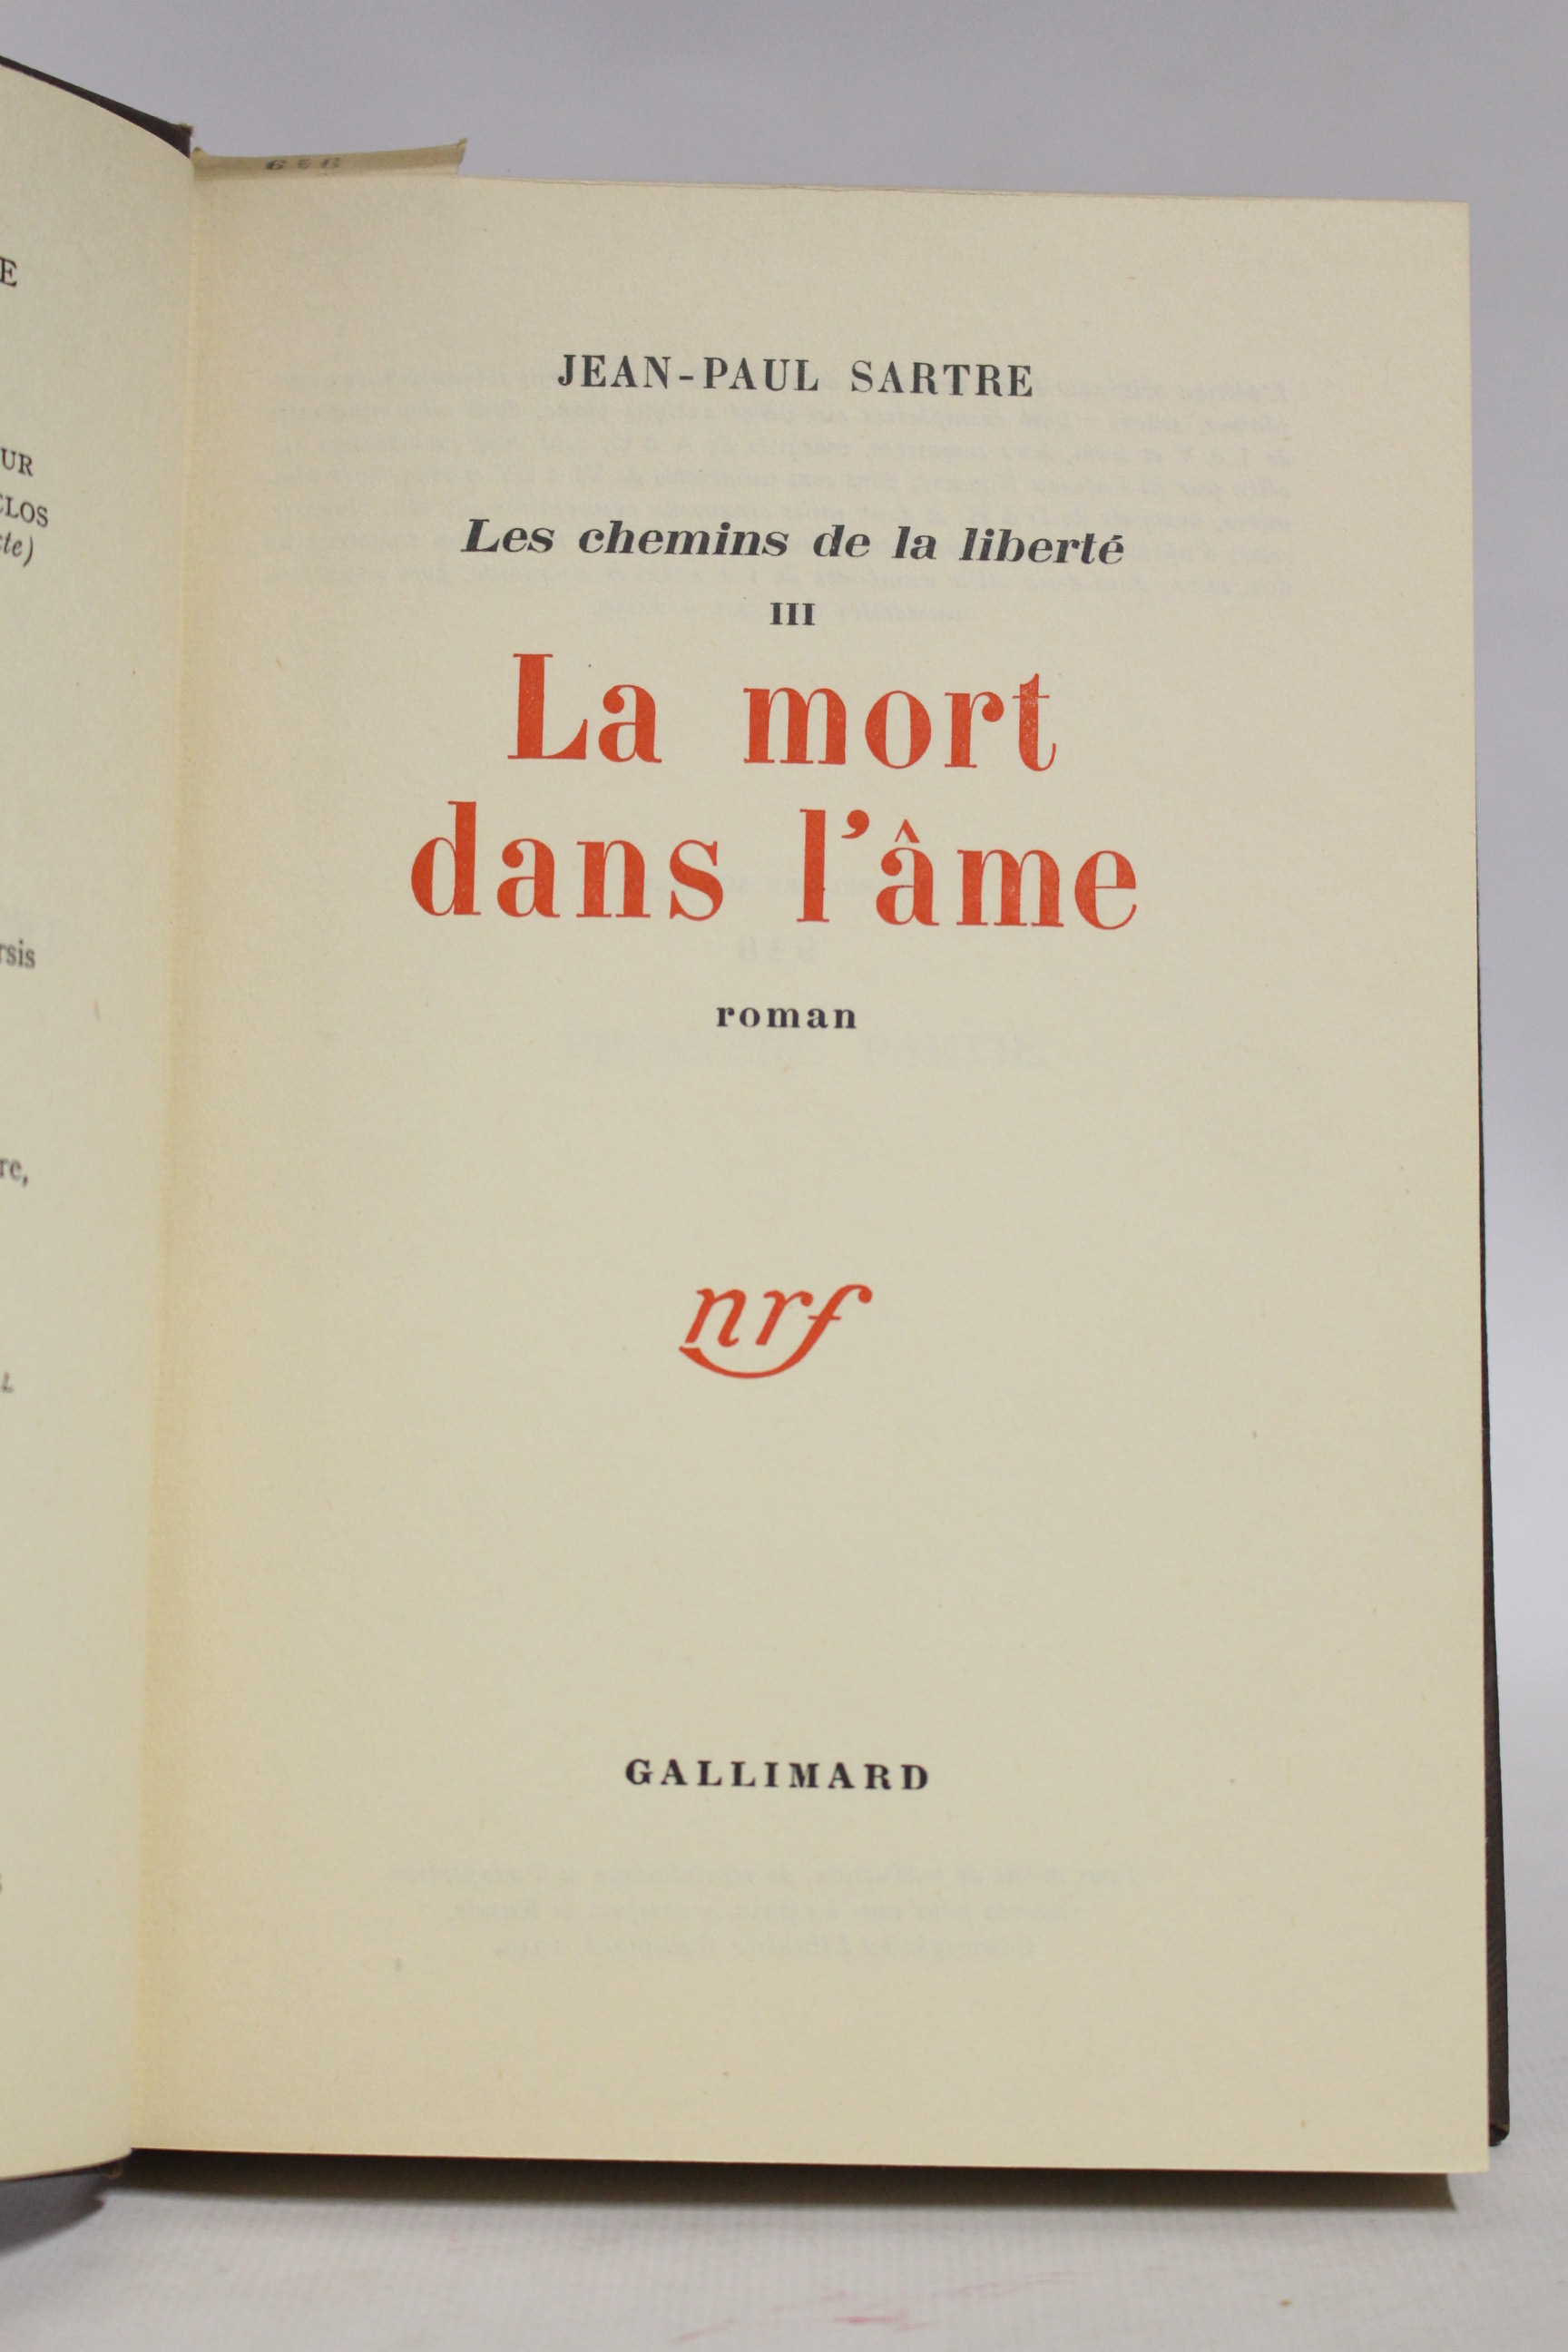 JEAN-PAUL SARTRE
Les chemins de la liberté
III
La mort
dans l'âme
roman
nrf
GALLIMARD